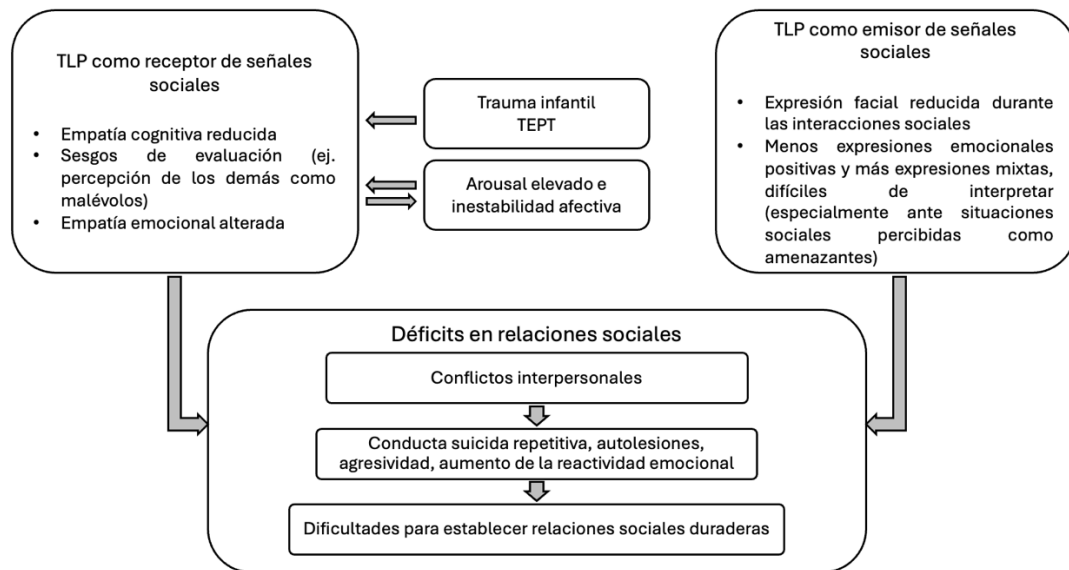 TLP como receptor de señales
sociales
• Empatía cognitiva reducida
• Sesgos de evaluación (ej.
percepción de los demás como
malévolos)
• Empatía emocional alterada
Trauma infantil
TEPT
Arousal elevado e
inestabilidad afectiva
TLP como emisor de señales
sociales
• Expresión facial reducida durante
las interacciones sociales
• Menos expresiones emocionales
positivas y más expresiones mixtas,
difíciles de interpretar
(especialmente ante situaciones
sociales percibidas como
amenazantes)
Déficits en relaciones sociales
Conflictos interpersonales
Conducta suicida repetitiva, autolesiones,
agresividad, aumento de la reactividad emocional
Dificultades para establecer relaciones sociales duraderas